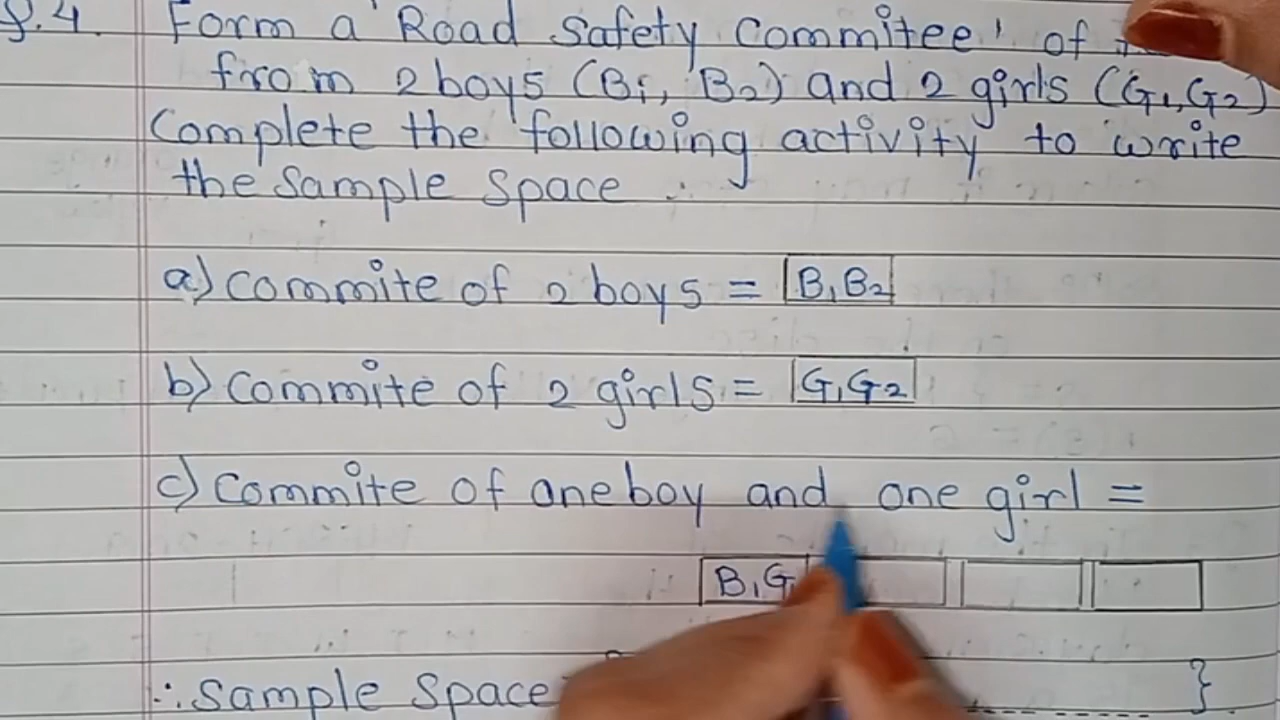 Q.4. Form a 'Road Safety Commitee' of
from 2 boys (B1, B2) and 2 girls (G1, G2)
Complete the following activity to write
the sample space
a) Commite of 2 boys = B1B2
b) Commite of 2 girls = G1G2
c) Commite of one boy and one girl =
B1G1
∴ Sample space }